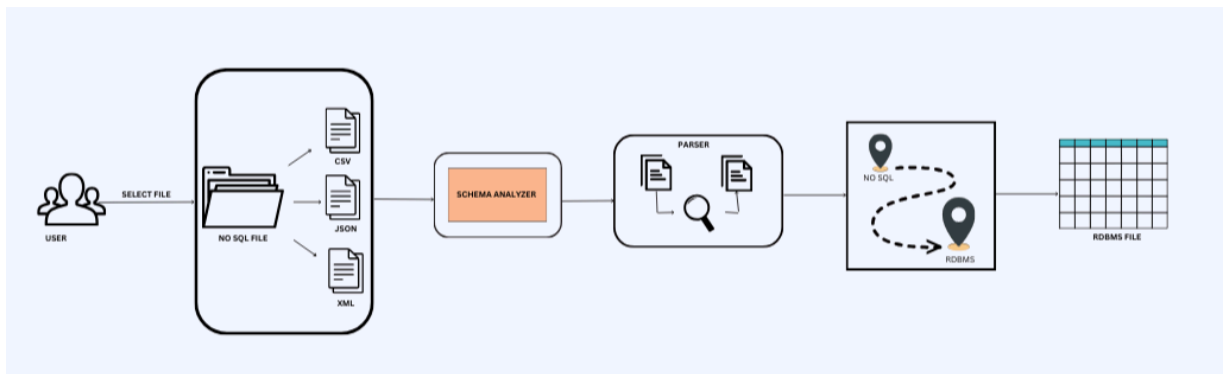 USER
SELECT FILE
NO SQL FILE
CSV
JSON
XML
SCHEMA ANALYZER
PARSER
NO SQL
RDBMS
RDBMS FILE